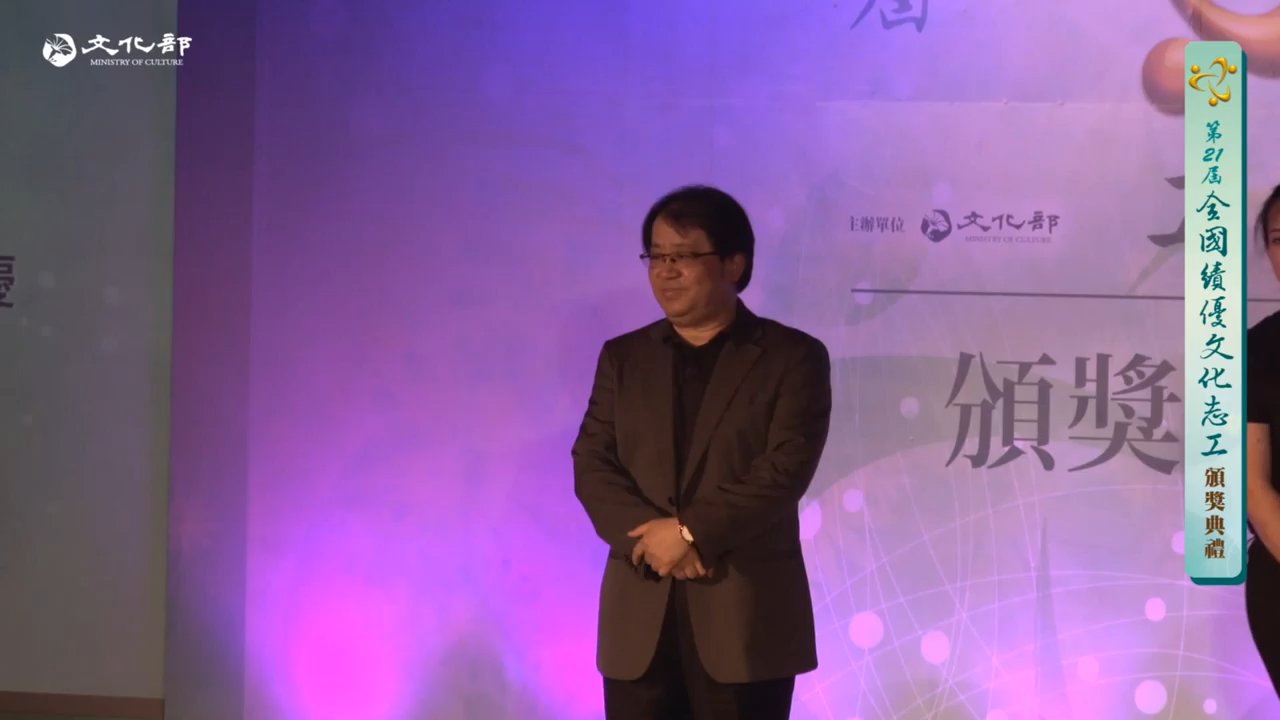 文化部
MINISTRY OF CULTURE
屆
主辦單位
文化部
MINISTRY OF CULTURE
頒獎
第21屆全國績優文化志工頒獎典禮